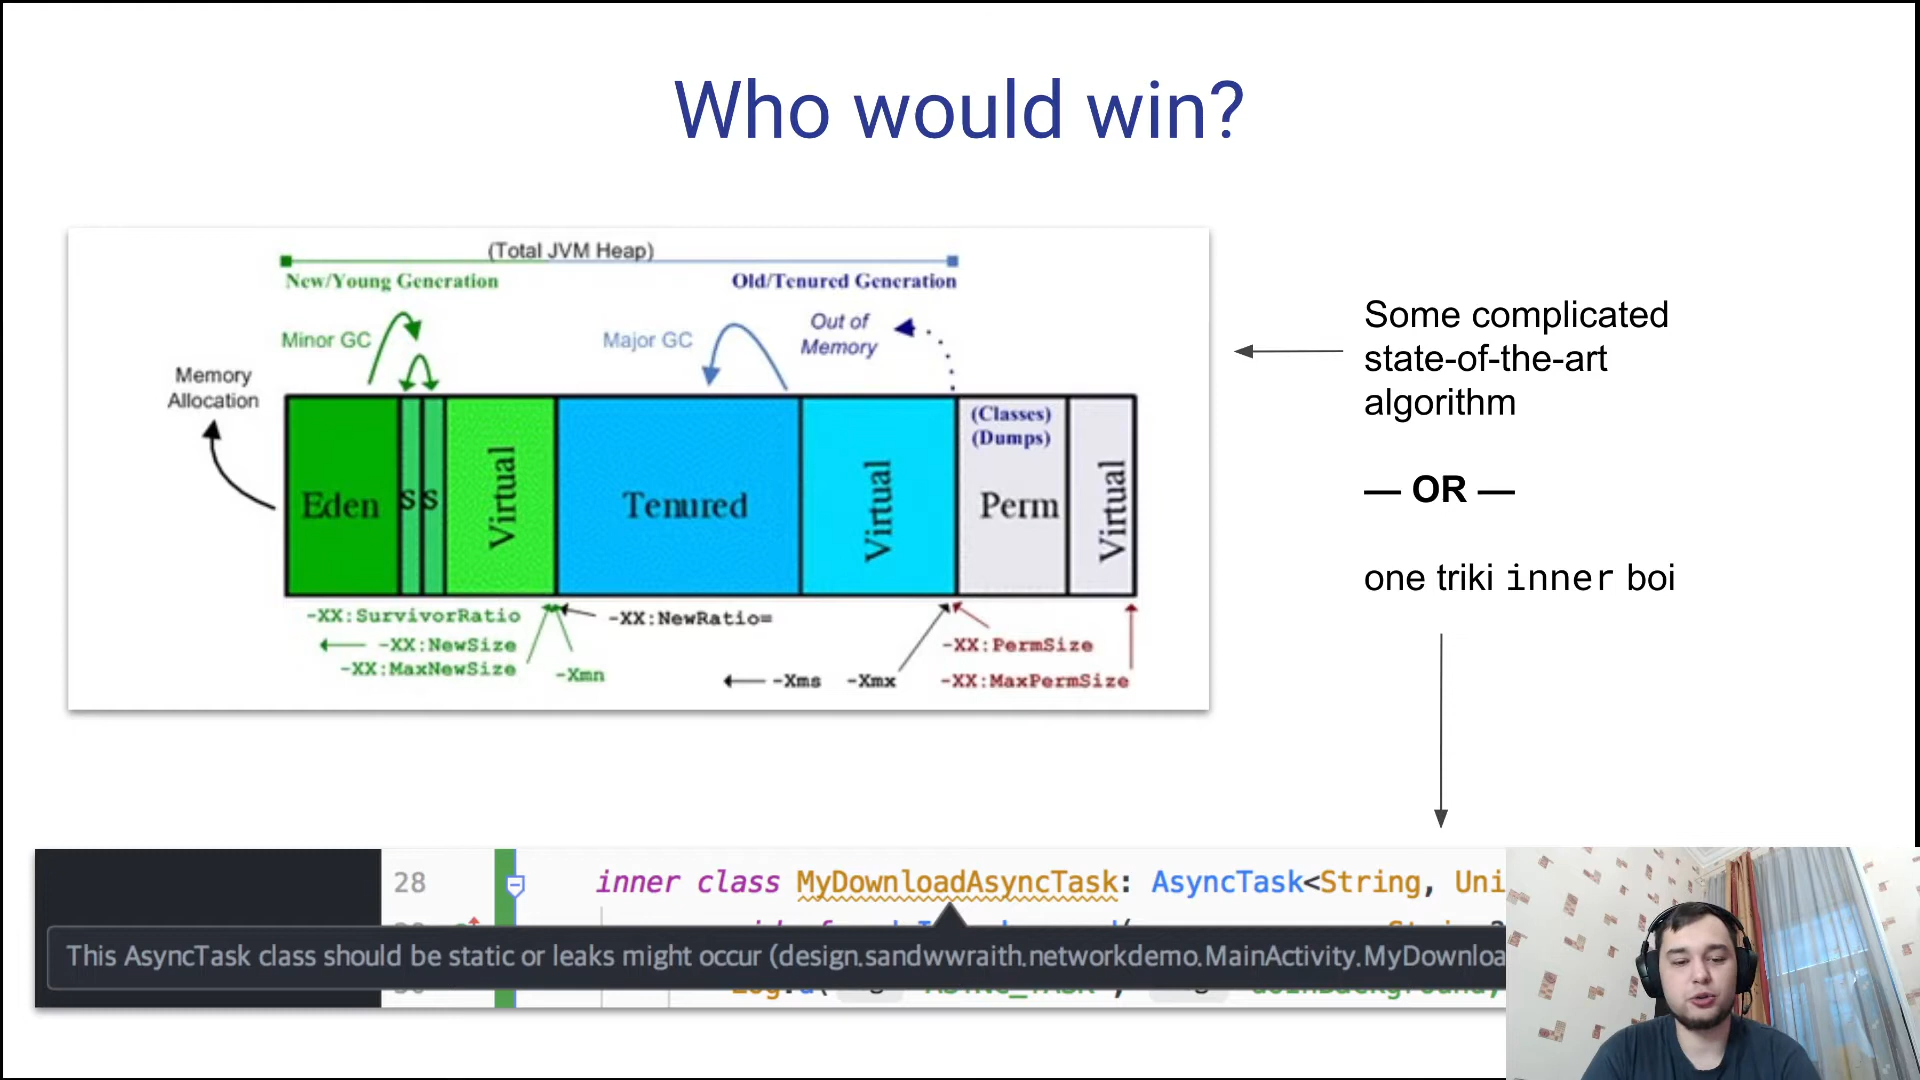 Who would win?
(Total JVM Heap)
New/Young Generation
Old/Tenured Generation
Minor GC
Major GC
Out of
Memory
Memory
Allocation
(Classes)
(Dumps)
Eden
S
S
Virtual
Tenured
Virtual
Perm
Virtual
-XX:SurvivorRatio
-XX:NewSize
-XX:MaxNewSize
-Xmn
-XX:NewRatio=
-Xms
-Xmx
-XX:PermSize
-XX:MaxPermSize
Some complicated
state-of-the-art
algorithm
— OR —
one triki inner boi
28 inner class MyDownloadAsyncTask: AsyncTask<String, Uni
This AsyncTask class should be static or leaks might occur (design.sandwwraith.networkdemo.MainActivity.MyDownloa